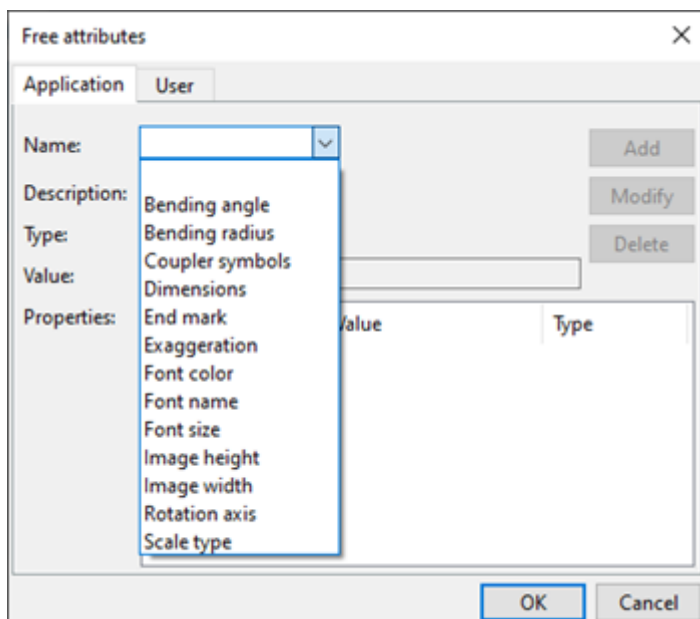 Free attributes
Application User
Name: Add
Description: Modify
Type: Delete
Value:
Properties: Value Type
Bending angle
Bending radius
Coupler symbols
Dimensions
End mark
Exaggeration
Font color
Font name
Font size
Image height
Image width
Rotation axis
Scale type
OK Cancel